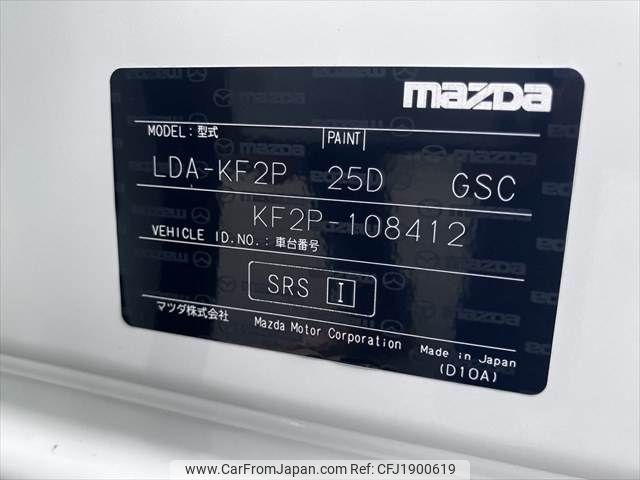 mazda
MODEL:型式 PAINT
LDA-KF2P 25D GSC
KF2P-108412
VEHICLE ID.NO.:車台番号
SRS I
マツダ株式会社 Mazda Motor Corporation Made in Japan
(D10A)
www.CarFromJapan.com | ID: CFJ1900619